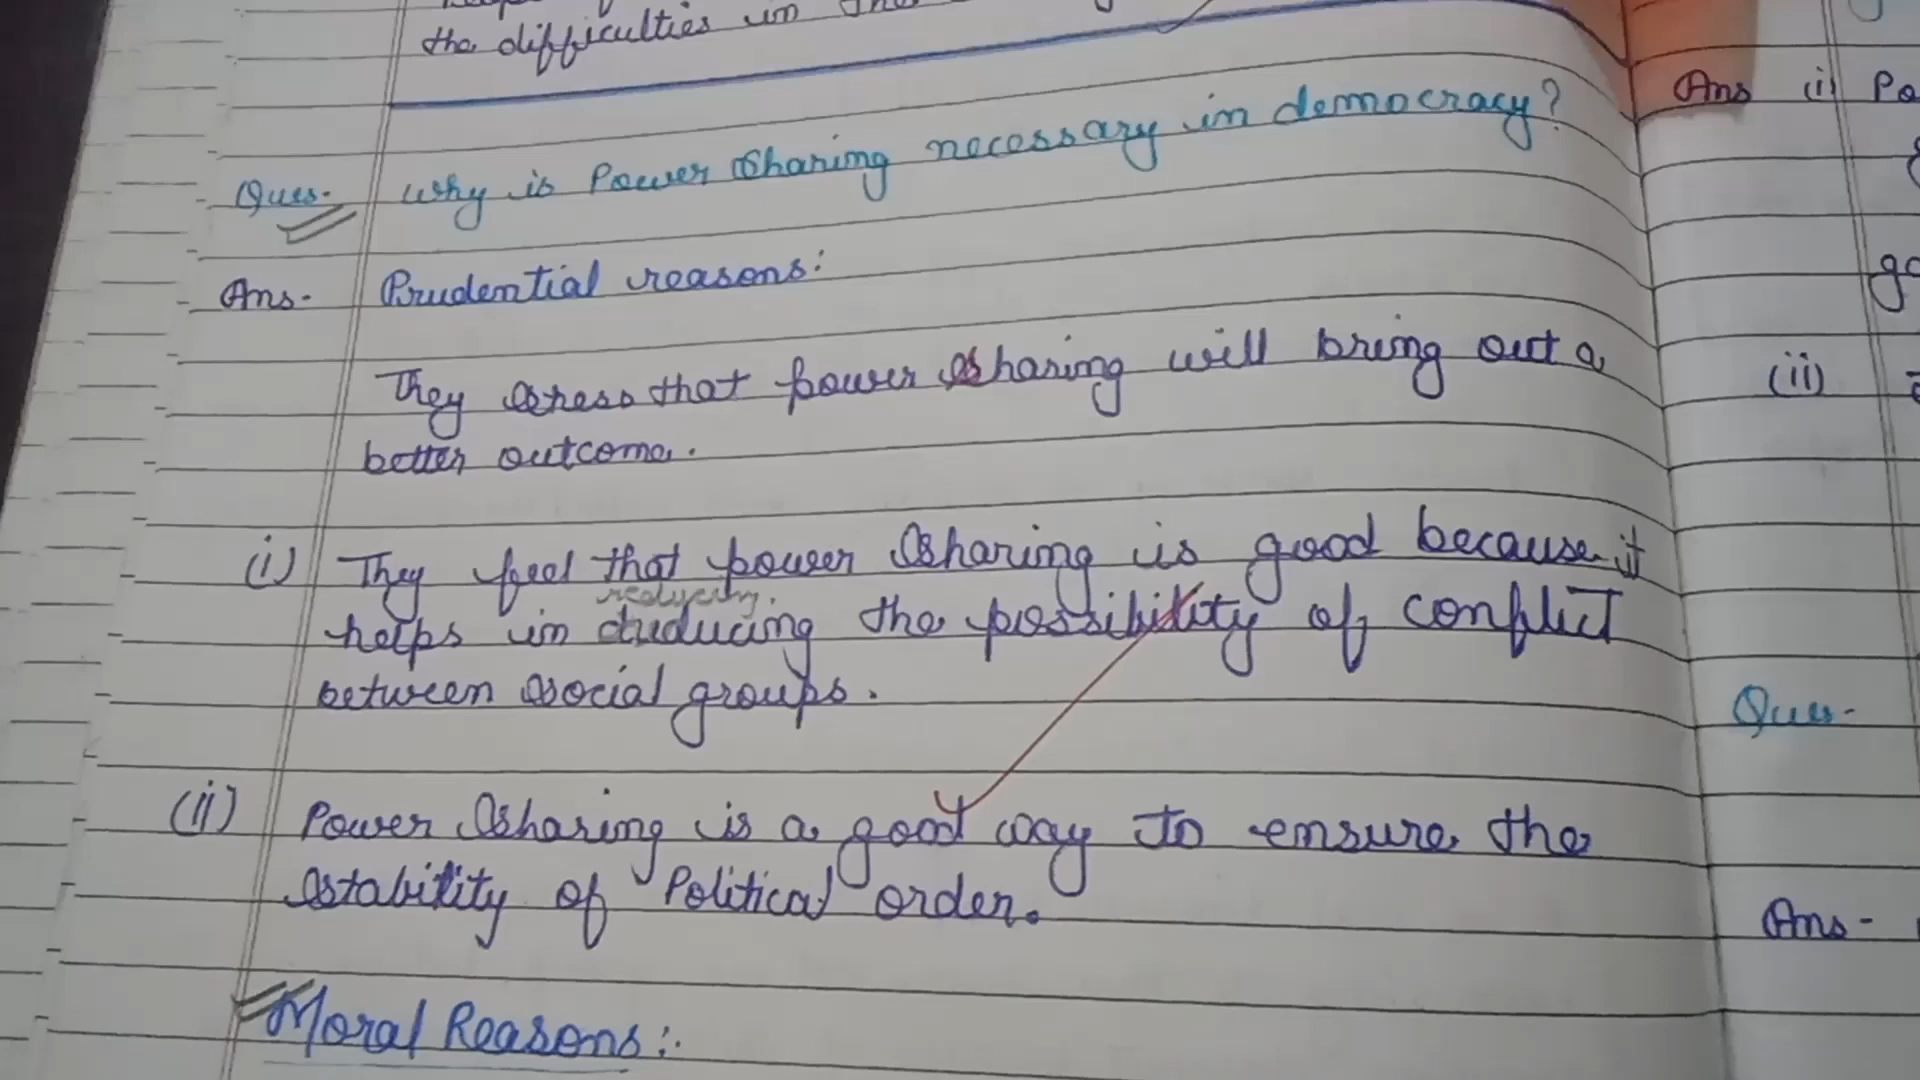 the difficulties in the
Ques- Why is Power Sharing necessary in democracy?
Ans- Prudential reasons:
They stress that power sharing will bring out a
better outcome.
(i) They feel that power sharing is good because it
helps in reducing the possibility of conflict
between social groups.
(ii) Power sharing is a good way to ensure the
stability of Political order.
Moral Reasons:
Ans (i) Po
go
(ii)
Ques-
Ans-